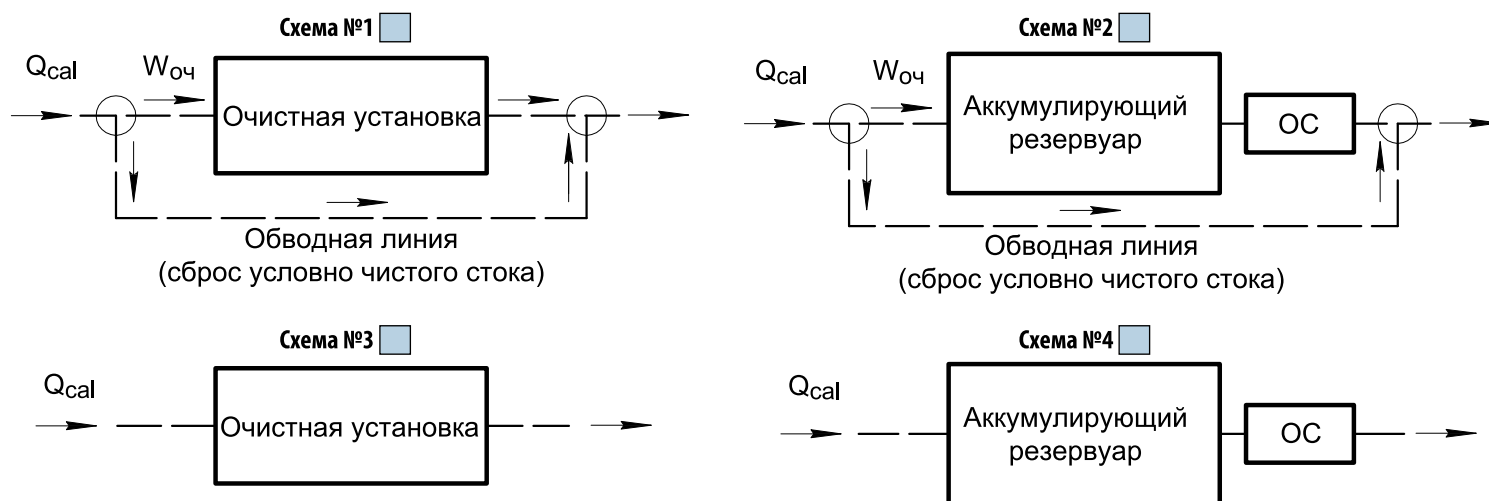 Схема №1
Qcal
Wоч
Очистная установка
Обводная линия
(сброс условно чистого стока)
Схема №2
Qcal
Wоч
Аккумулирующий
резервуар
ОС
Обводная линия
(сброс условно чистого стока)
Схема №3
Qcal
Очистная установка
Схема №4
Qcal
Аккумулирующий
резервуар
ОС